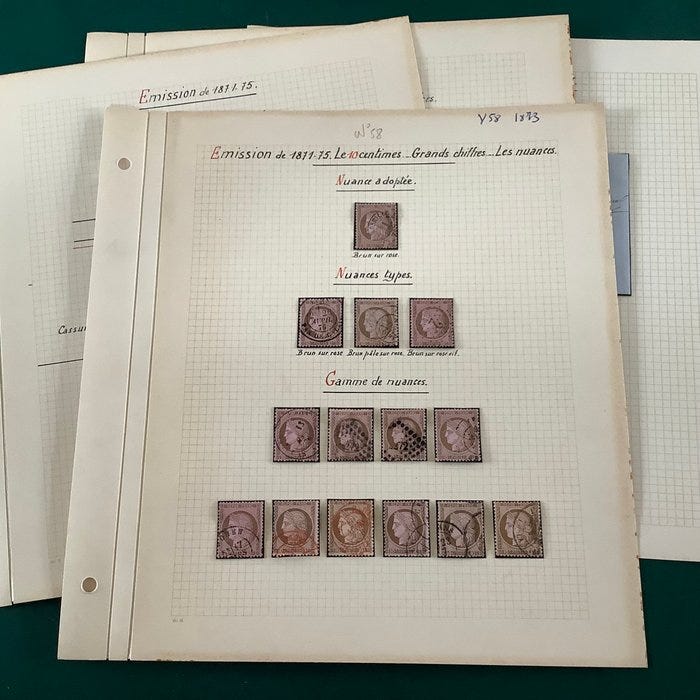 Emission de 1871-75.
Y58 1873
N°58
Emission de 1871-75. Le 10 centimes _ Grands chiffres _ Les nuances.
Nuance adoptée.
Brun sur rose.
Nuances types.
Brun sur rose Brun pâle sur rose. Brun sur rose vif.
Cassur
Gamme de nuances.